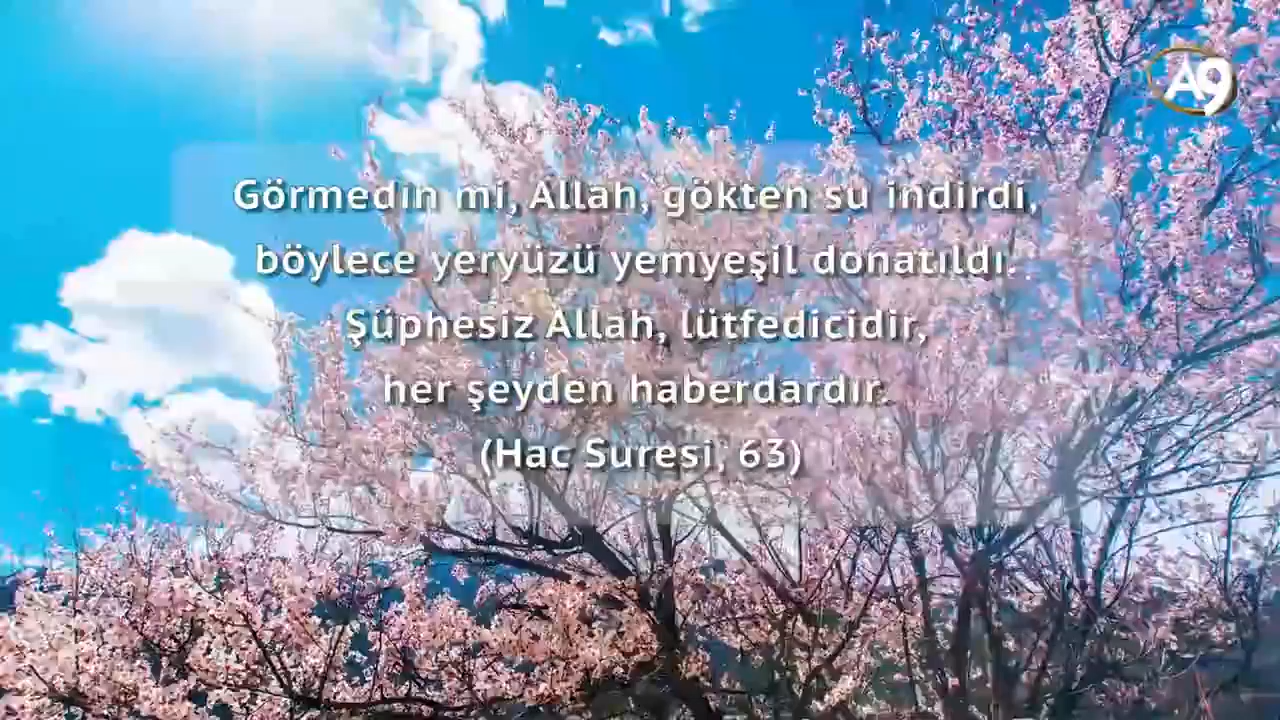 A9
Görmedin mi, Allah, gökten su indirdi,
böylece yeryüzü yemyeşil donatıldı.
Şüphesiz Allah, lütfedicidir,
her şeyden haberdardır.
(Hac Suresi, 63)